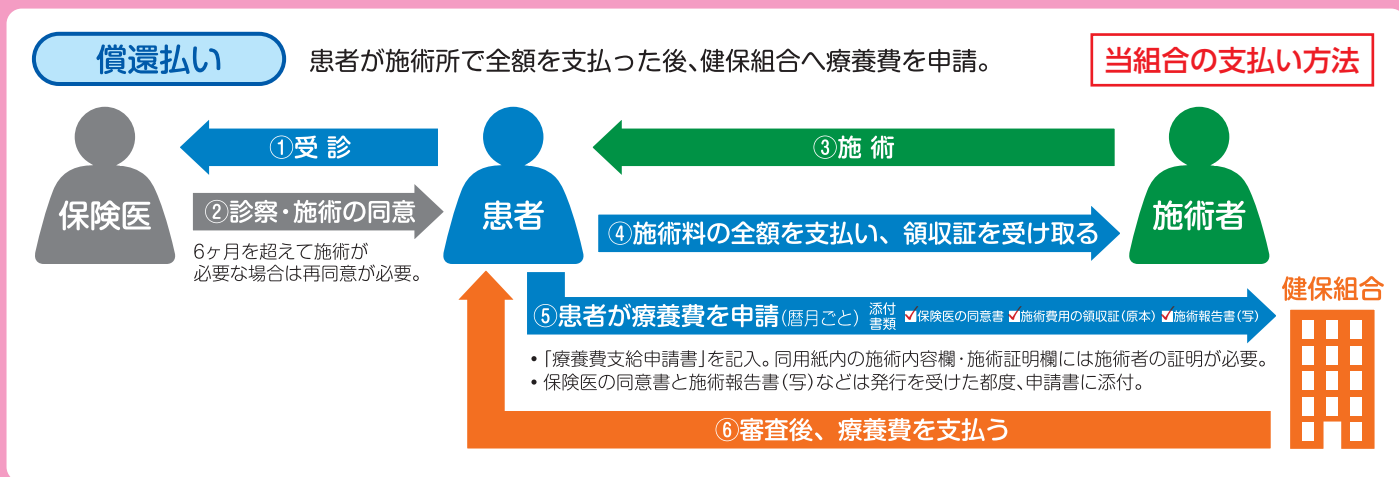 償還払い
患者が施術所で全額を支払った後、健保組合へ療養費を申請。
当組合の支払い方法
①受 診
③施 術
保険医
②診察・施術の同意
患者
施術者
④施術料の全額を支払い、領収証を受け取る
6ヶ月を超えて施術が
必要な場合は再同意が必要。
健保組合
⑤患者が療養費を申請(暦月ごと) 添付書類 保険医の同意書 施術費用の領収証(原本) 施術報告書(写)
・「療養費支給申請書」を記入。同用紙内の施術内容欄・施術証明欄には施術者の証明が必要。
・保険医の同意書と施術報告書(写)などは発行を受けた都度、申請書に添付。
⑥審査後、療養費を支払う